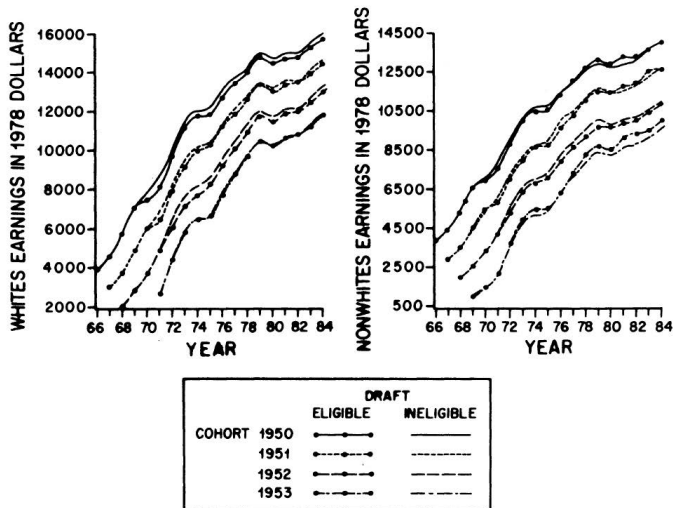 WHITES EARNINGS IN 1978 DOLLARS
16000
14000
12000
10000
8000
6000
4000
2000
66 68 70 72 74 76 78 80 82 84
YEAR
NONWHITES EARNINGS IN 1978 DOLLARS
14500
12500
10500
8500
6500
4500
2500
500
66 68 70 72 74 76 78 80 82 84
YEAR
DRAFT
ELIGIBLE INELIGIBLE
COHORT 1950
1951
1952
1953